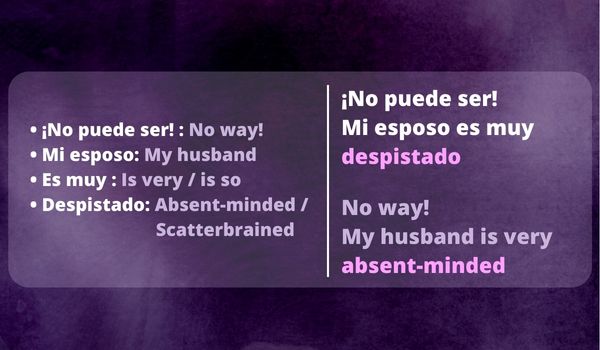 • ¡No puede ser! : No way!
• Mi esposo: My husband
• Es muy : Is very / is so
• Despistado: Absent-minded /
Scatterbrained
¡No puede ser!
Mi esposo es muy
despistado
No way!
My husband is very
absent-minded